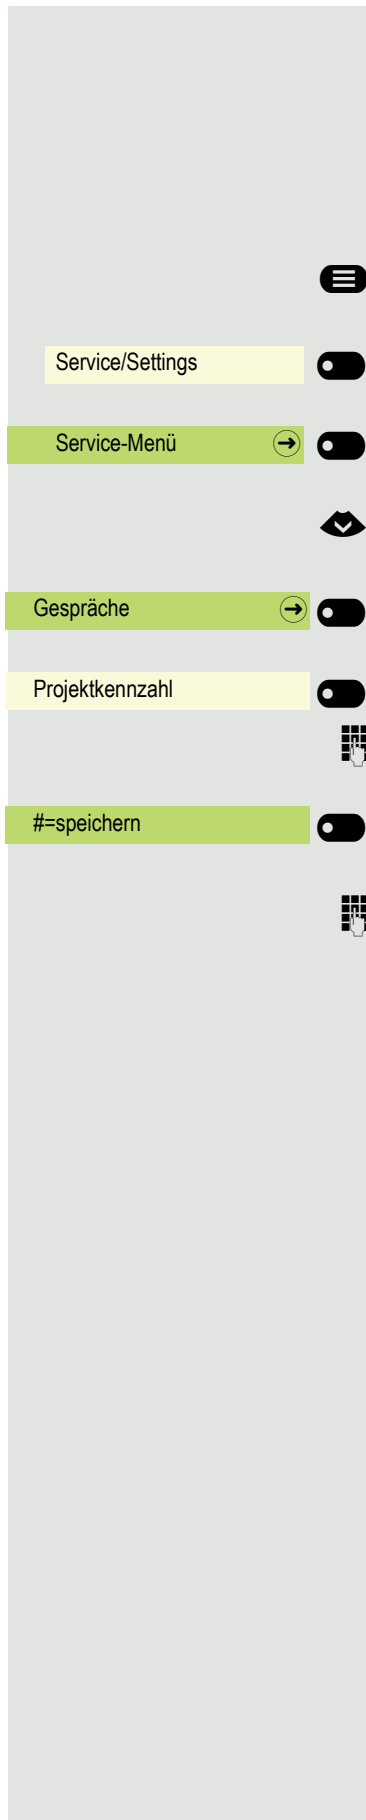 Service/Settings
Service-Menü
Gespräche
Projektkennzahl
#=speichern